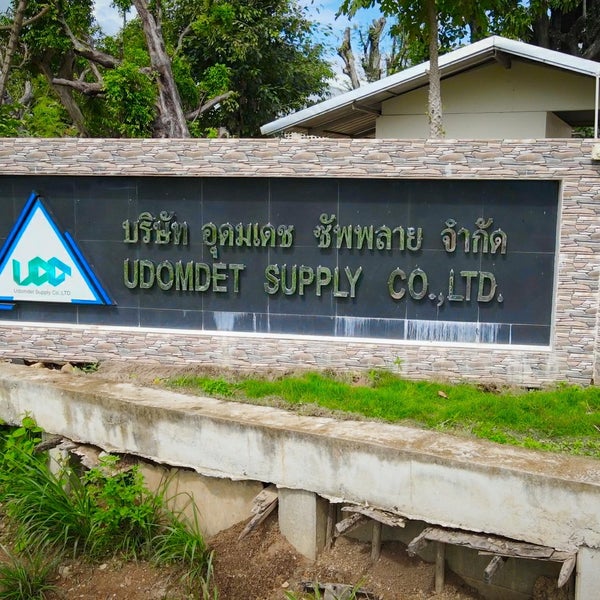 บริษัท อุดมเดช ซัพพลาย จำกัด
UDOMDET SUPPLY CO.,LTD.
Udomdet Supply Co.,LTD.